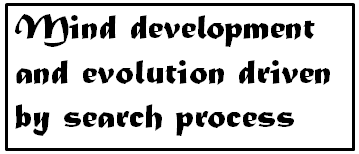 Mind development
and evolution driven
by search process